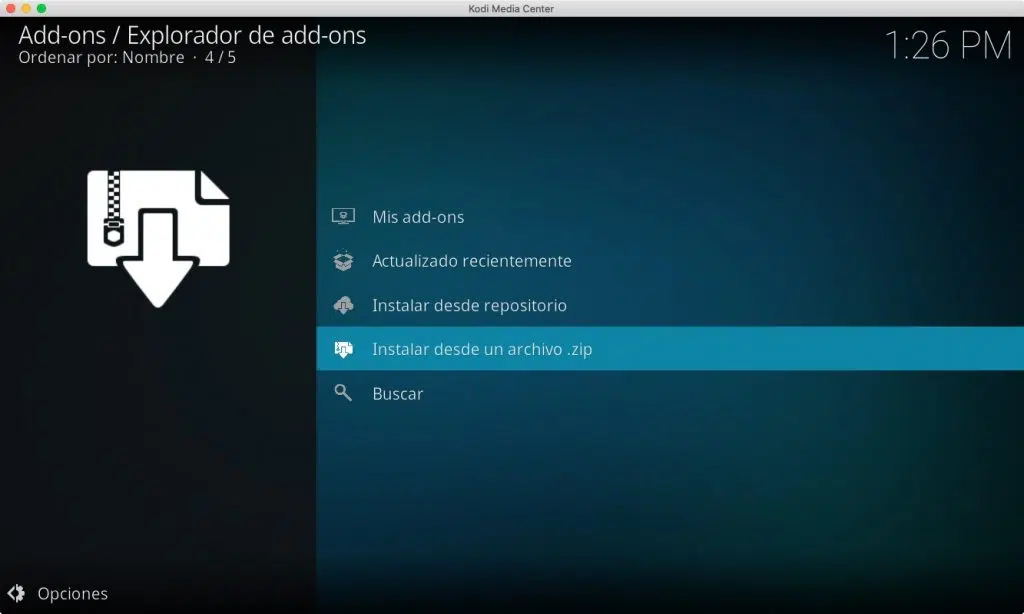 Kodi Media Center
Add-ons / Explorador de add-ons
Ordenar por: Nombre · 4 / 5
1:26 PM
Mis add-ons
Actualizado recientemente
Instalar desde repositorio
Instalar desde un archivo .zip
Buscar
Opciones